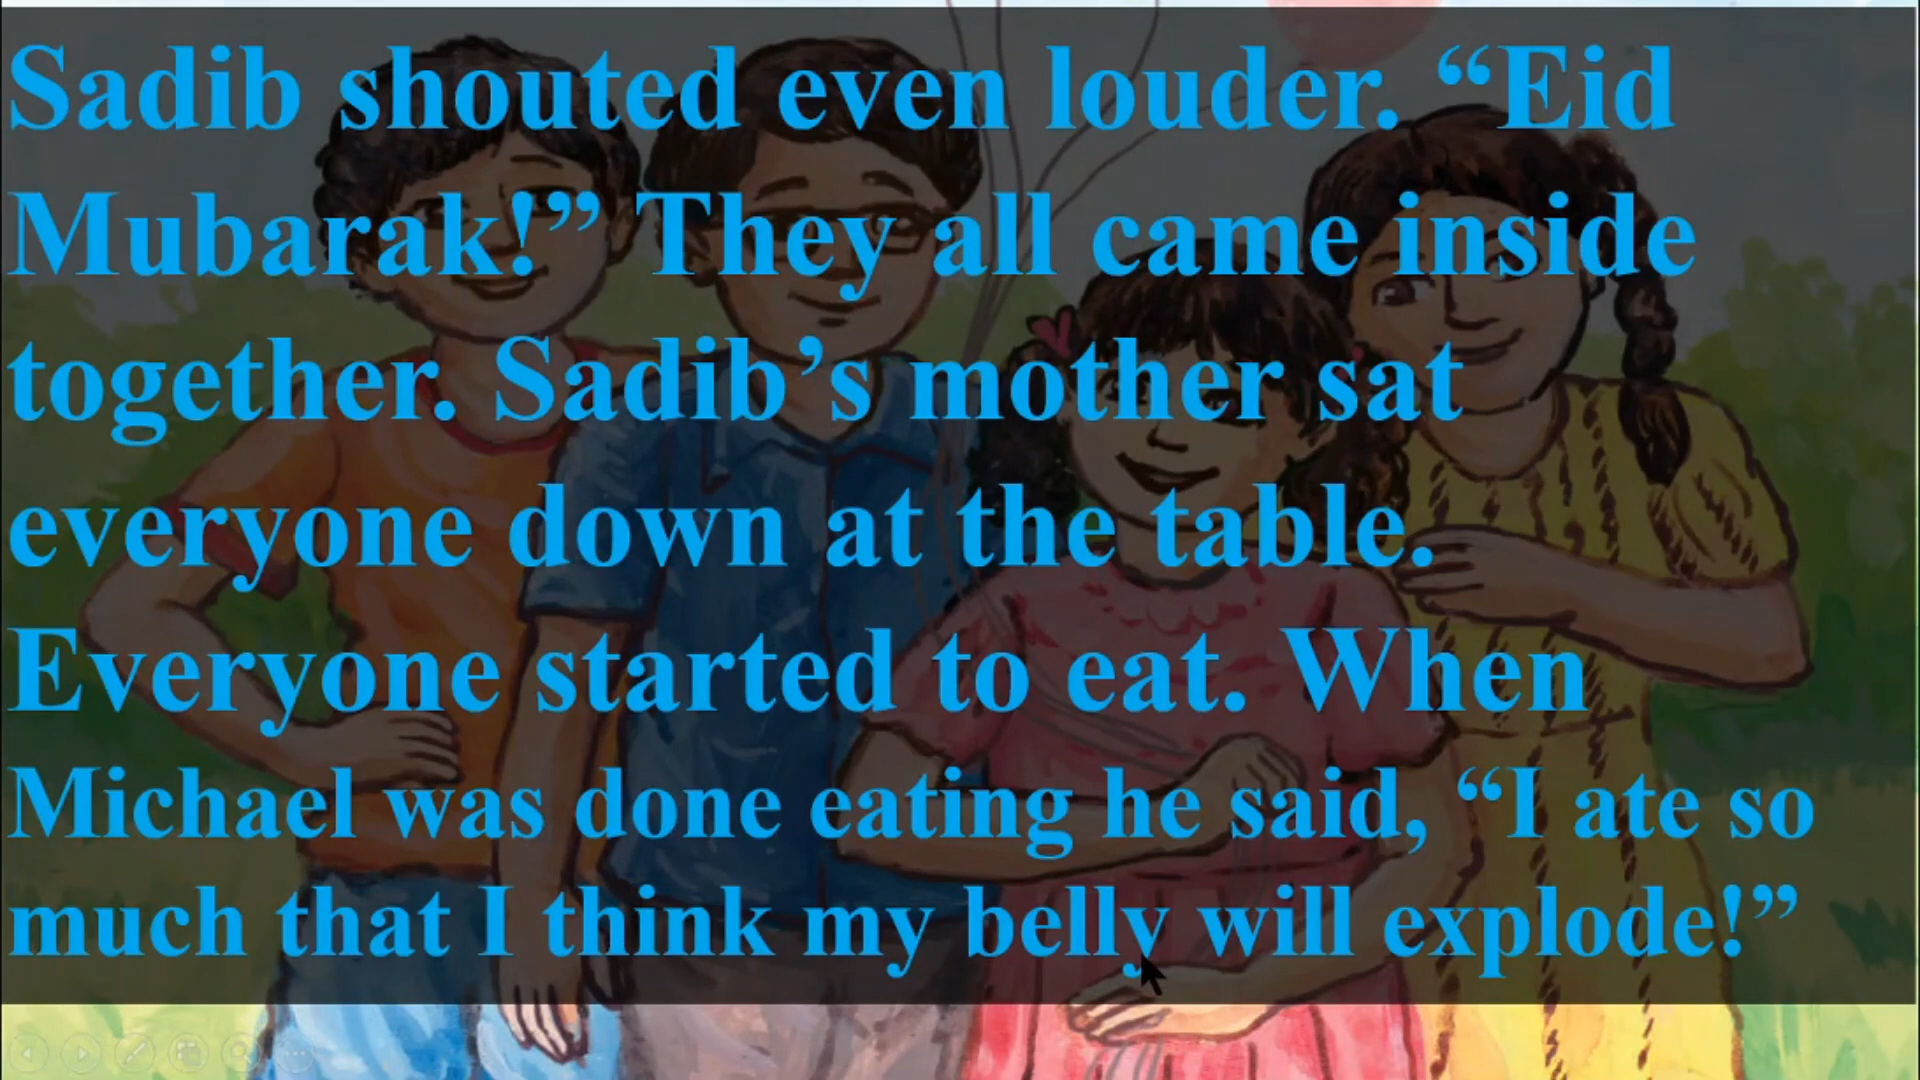 Sadib shouted even louder. “Eid
Mubarak!” They all came inside
together. Sadib’s mother sat
everyone down at the table.
Everyone started to eat. When
Michael was done eating he said, “I ate so
much that I think my belly will explode!”